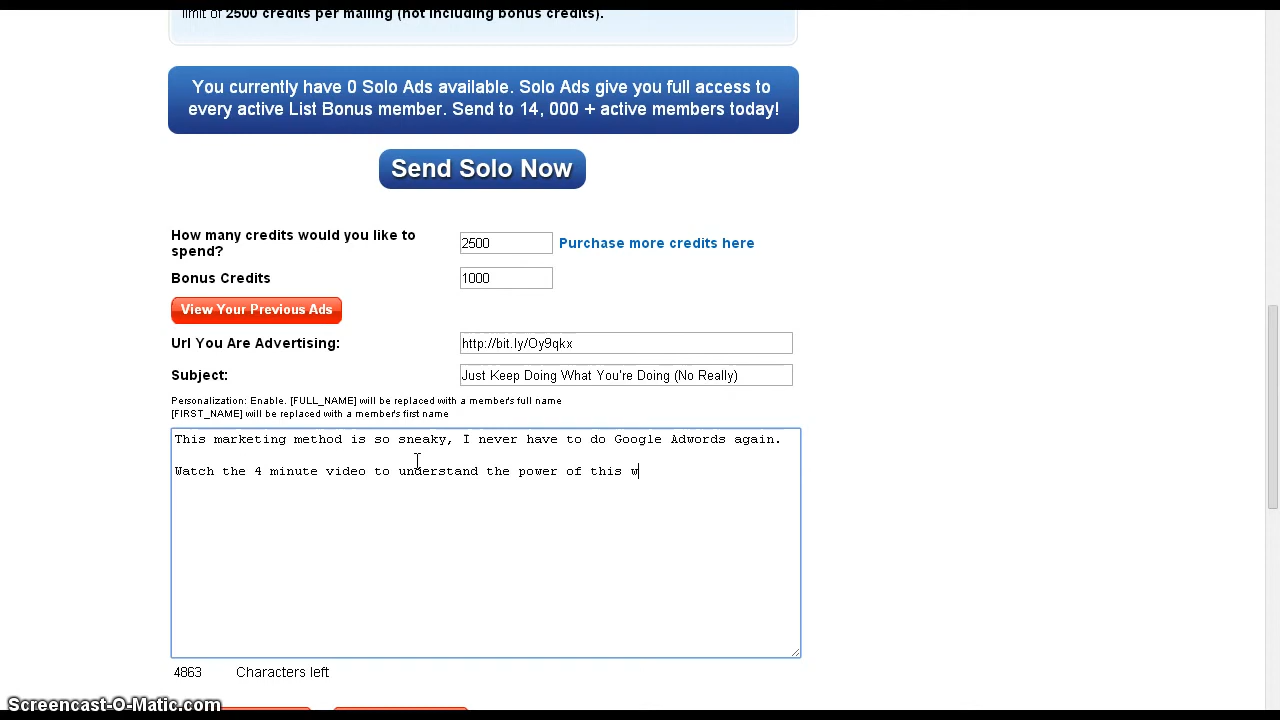 limit of 2500 credits per mailing (not including bonus credits).
You currently have 0 Solo Ads available. Solo Ads give you full access to
every active List Bonus member. Send to 14, 000 + active members today!
Send Solo Now
How many credits would you like to
spend?
2500
Purchase more credits here
Bonus Credits
1000
View Your Previous Ads
Url You Are Advertising:
http://bit.ly/Oy9qkx
Subject:
Just Keep Doing What You're Doing (No Really)
Personalization: Enable. [FULL_NAME] will be replaced with a member's full name
[FIRST_NAME] will be replaced with a member's first name
This marketing method is so sneaky, I never have to do Google Adwords again.
Watch the 4 minute video to understand the power of this w
4863 Characters left
Screencast-O-Matic.com